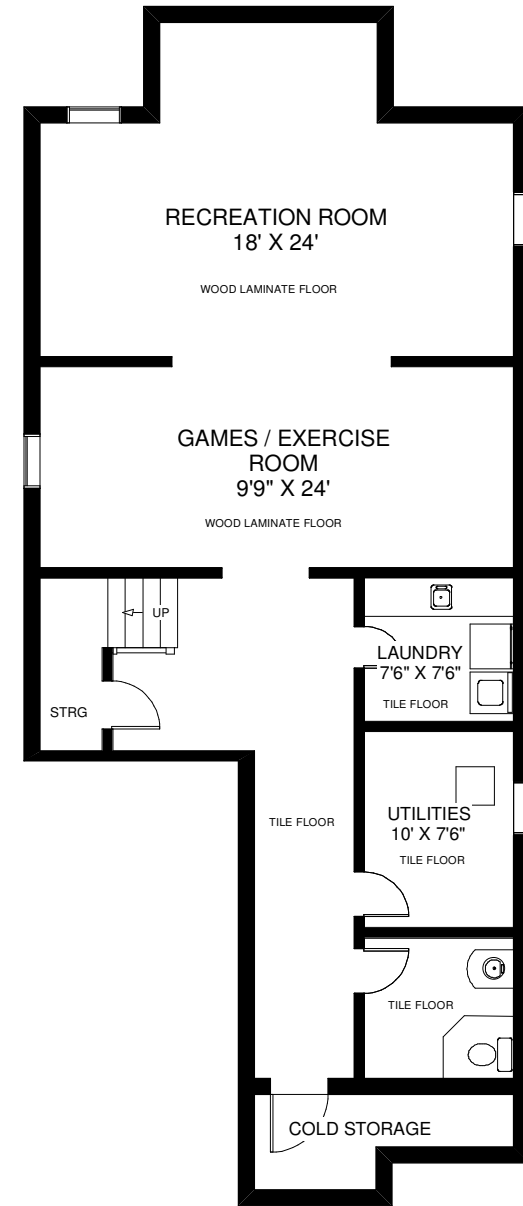 RECREATION ROOM
18' X 24'
WOOD LAMINATE FLOOR
GAMES / EXERCISE
ROOM
9'9" X 24'
WOOD LAMINATE FLOOR
UP
STRG
LAUNDRY
7'6" X 7'6"
TILE FLOOR
TILE FLOOR
UTILITIES
10' X 7'6"
TILE FLOOR
TILE FLOOR
COLD STORAGE